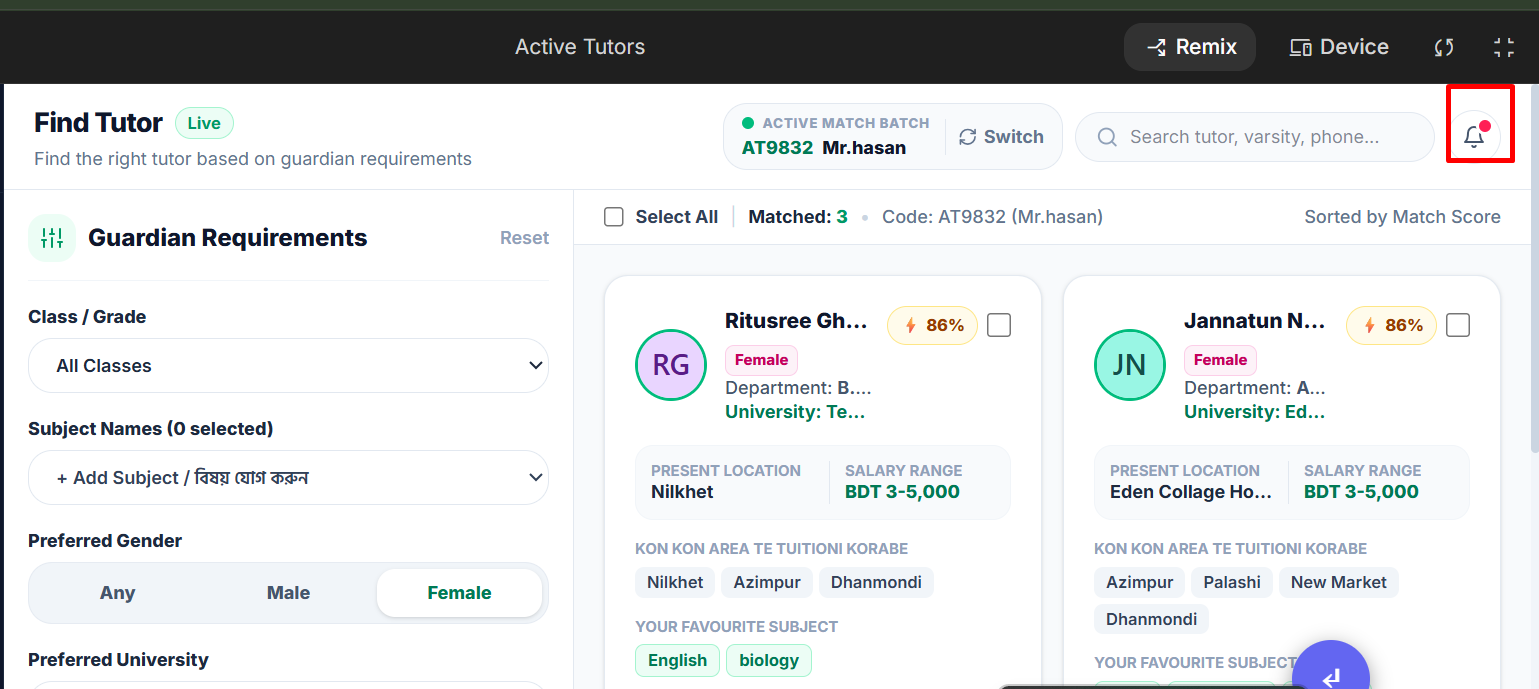 Active Tutors
Remix
Device
Find Tutor
Live
Find the right tutor based on guardian requirements
ACTIVE MATCH BATCH
AT9832 Mr.hasan
Switch
Search tutor, varsity, phone...
Guardian Requirements
Reset
Class / Grade
All Classes
Subject Names (0 selected)
+ Add Subject / বিষয় যোগ করুন
Preferred Gender
Any
Male
Female
Preferred University
Select All
Matched: 3
Code: AT9832 (Mr.hasan)
Sorted by Match Score
RG
Ritusree Gh...
86%
Female
Department: B....
University: Te...
PRESENT LOCATION
Nilkhet
SALARY RANGE
BDT 3-5,000
KON KON AREA TE TUITIONI KORABE
Nilkhet
Azimpur
Dhanmondi
YOUR FAVOURITE SUBJECT
English
biology
JN
Jannatun N...
86%
Female
Department: A...
University: Ed...
PRESENT LOCATION
Eden Collage Ho...
SALARY RANGE
BDT 3-5,000
KON KON AREA TE TUITIONI KORABE
Azimpur
Palashi
New Market
Dhanmondi
YOUR FAVOURITE SUBJECT